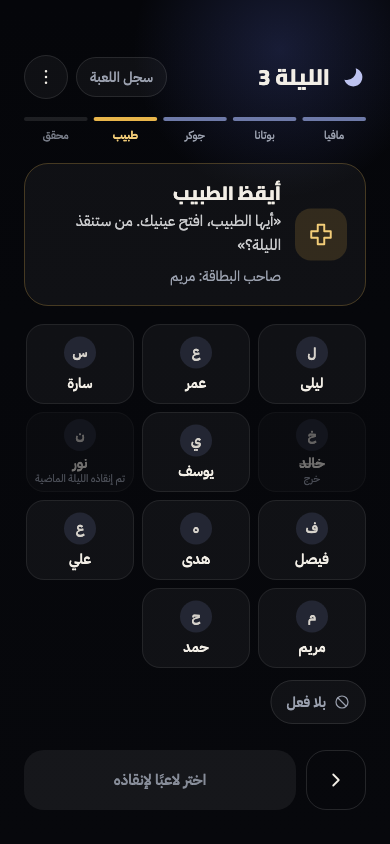 الليلة 3
سجل اللعبة
مافيا
بوتانا
جوكر
طبيب
محقق
أيقظ الطبيب
«أيها الطبيب، افتح عينيك. من ستنقذ
الليلة؟»
صاحب البطاقة: مريم
ل
ليلى
ع
عمر
س
سارة
خ
خالد
خرج
ي
يوسف
ن
نور
تم إنقاذه الليلة الماضية
ف
فيصل
ه
هدى
ع
علي
م
مريم
ح
حمد
بلا فعل
اختر لاعبًا لإنقاذه